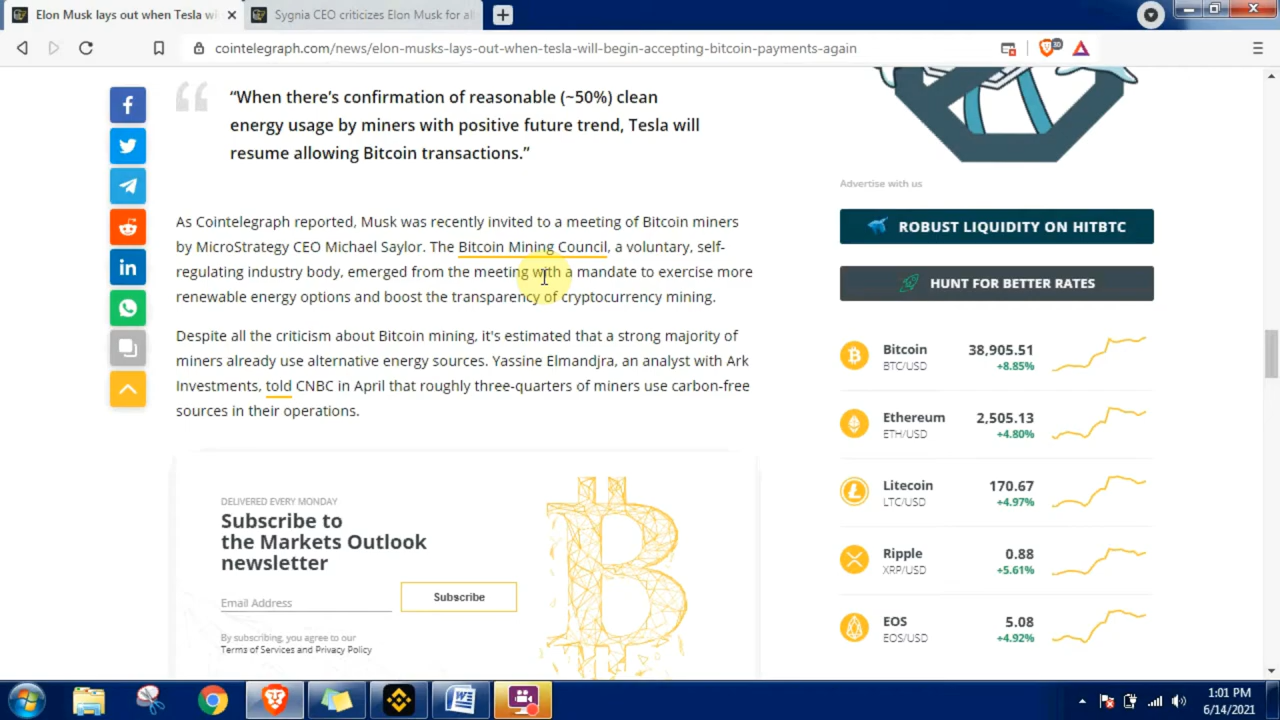 Elon Musk lays out when Tesla wi
Sygnia CEO criticizes Elon Musk for al
cointelegraph.com/news/elon-musks-lays-out-when-tesla-will-begin-accepting-bitcoin-payments-again
“When there’s confirmation of reasonable (~50%) clean
energy usage by miners with positive future trend, Tesla will
resume allowing Bitcoin transactions.”
As Cointelegraph reported, Musk was recently invited to a meeting of Bitcoin miners
by MicroStrategy CEO Michael Saylor. The Bitcoin Mining Council, a voluntary, self-
regulating industry body, emerged from the meeting with a mandate to exercise more
renewable energy options and boost the transparency of cryptocurrency mining.
Despite all the criticism about Bitcoin mining, it's estimated that a strong majority of
miners already use alternative energy sources. Yassine Elmandjra, an analyst with Ark
Investments, told CNBC in April that roughly three-quarters of miners use carbon-free
sources in their operations.
DELIVERED EVERY MONDAY
Subscribe to
the Markets Outlook
newsletter
Email Address
Subscribe
By subscribing, you agree to our
Terms of Services and Privacy Policy
Advertise with us
ROBUST LIQUIDITY ON HITBTC
HUNT FOR BETTER RATES
Bitcoin 38,905.51
BTC/USD +8.85%
Ethereum 2,505.13
ETH/USD +4.80%
Litecoin 170.67
LTC/USD +4.97%
Ripple 0.88
XRP/USD +5.61%
EOS 5.08
EOS/USD +4.92%
1:01 PM
6/14/2021